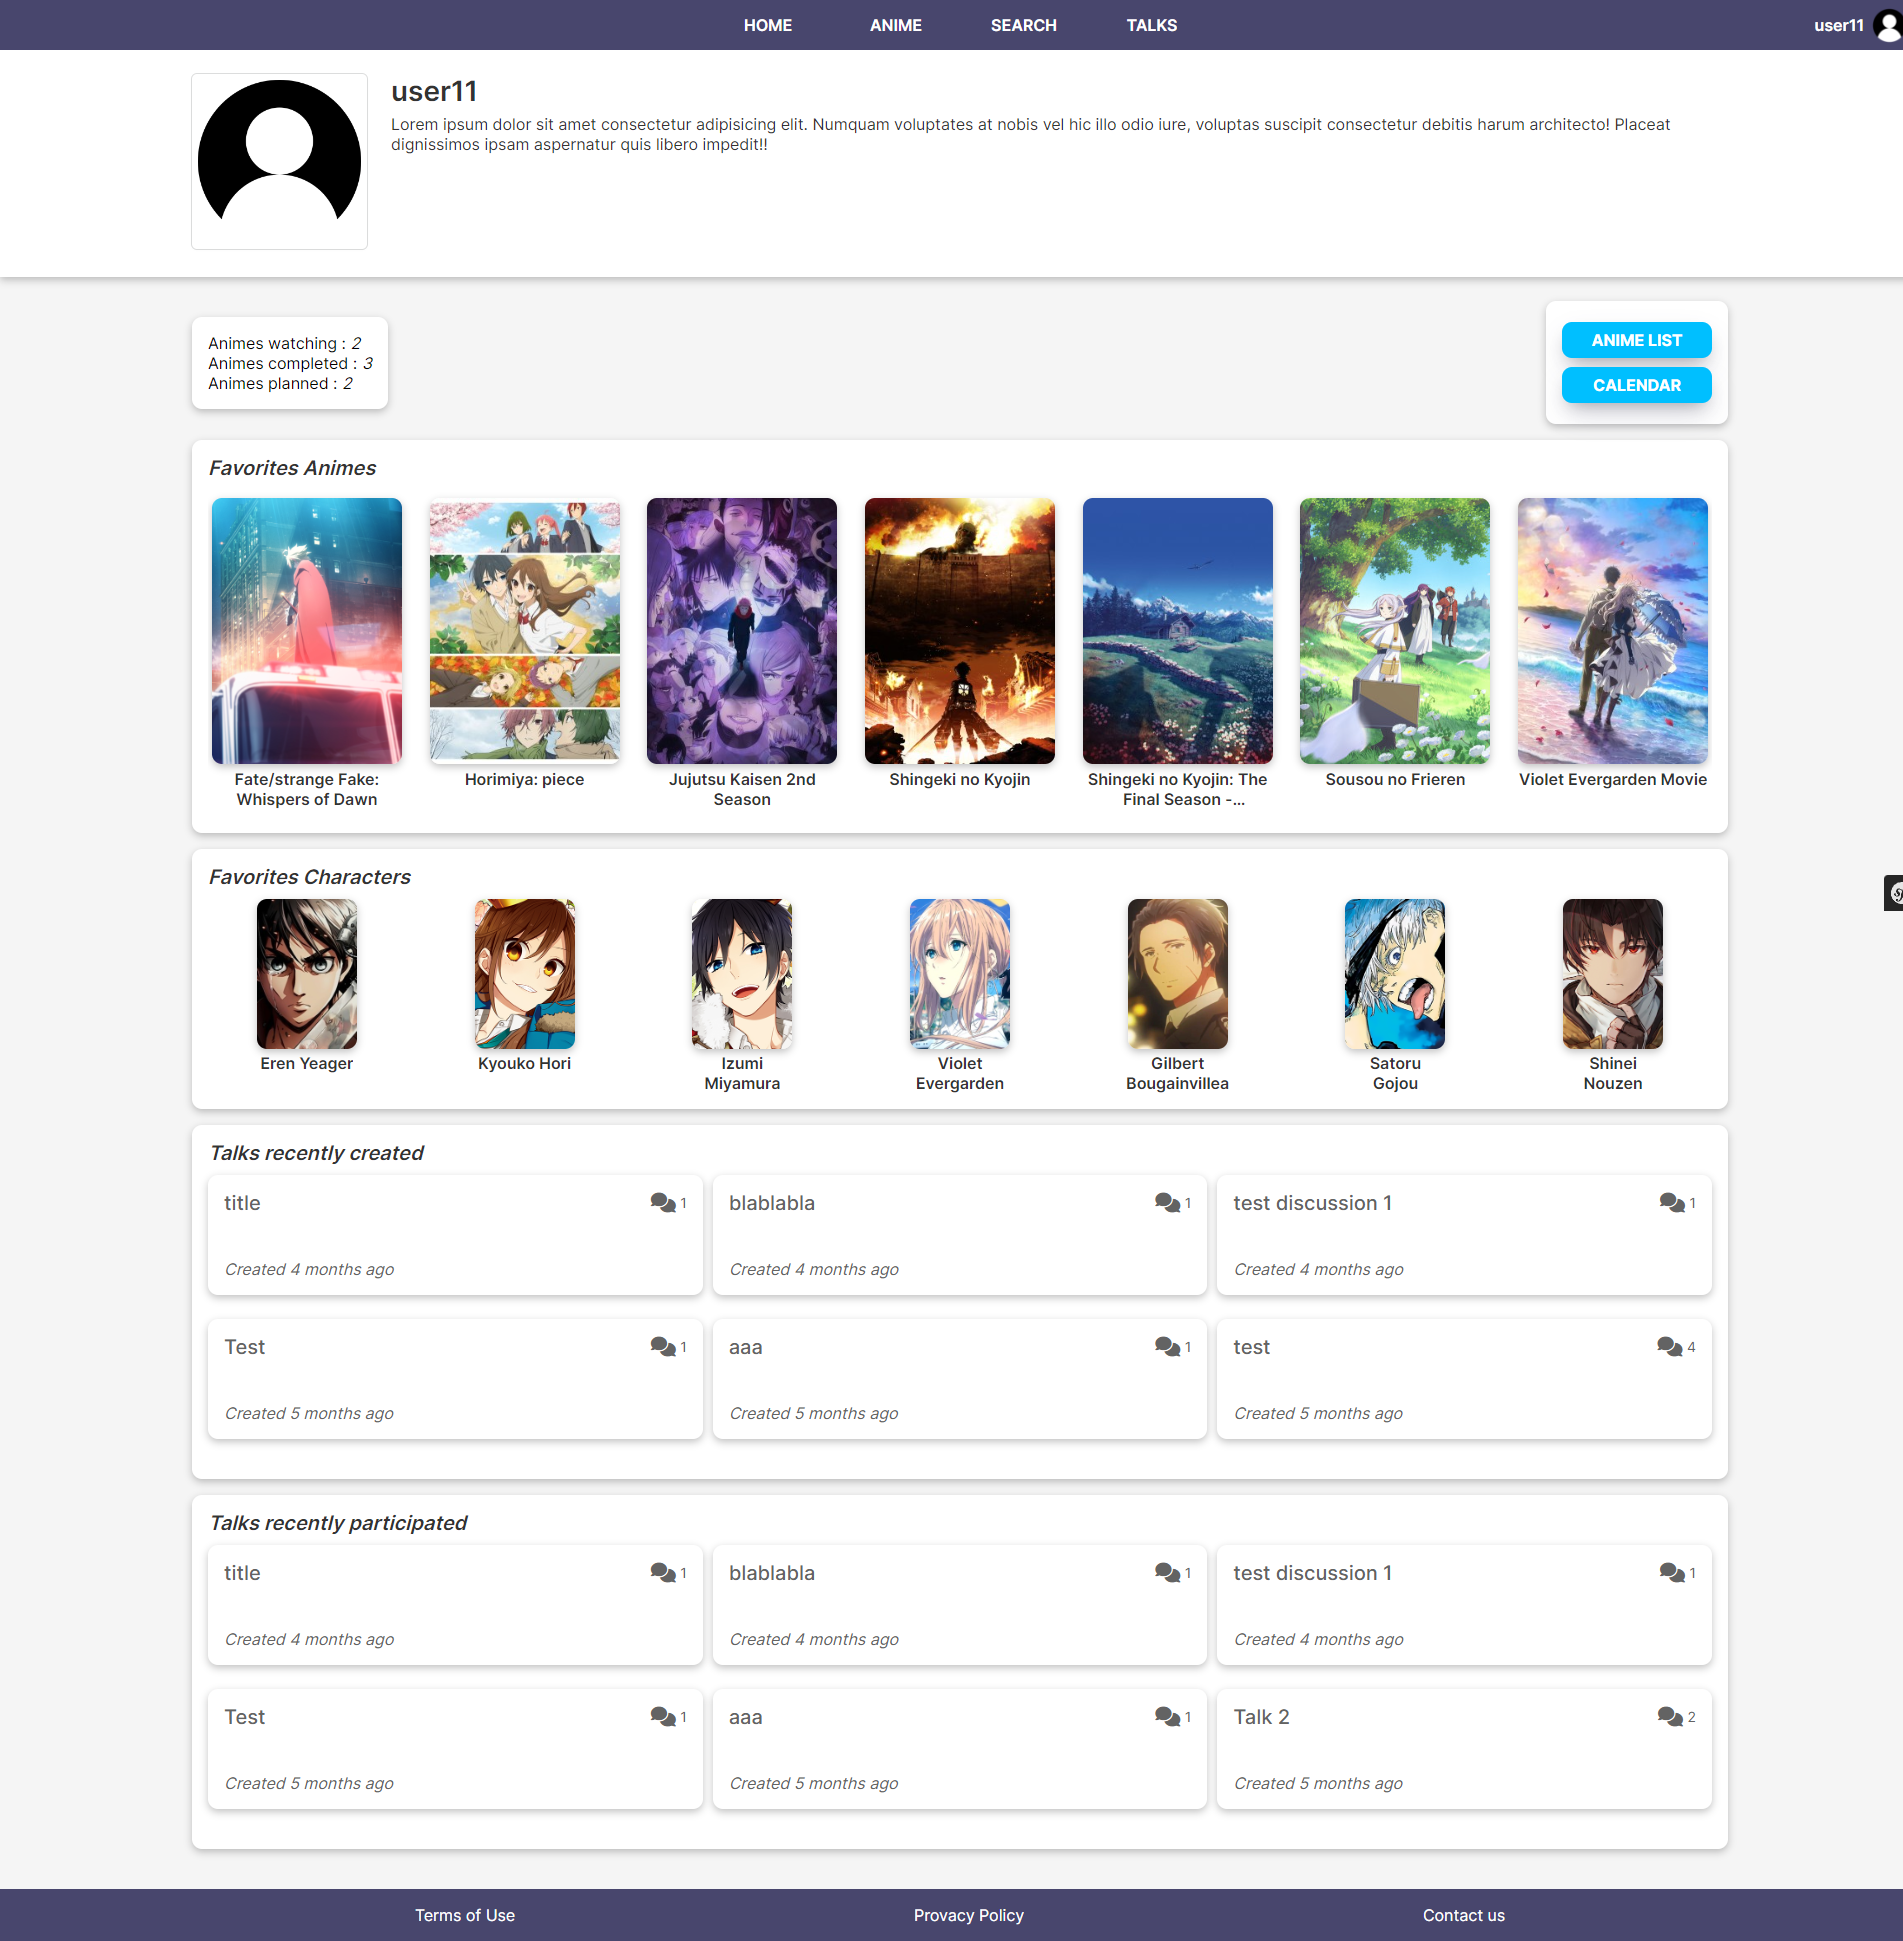 HOME ANIME SEARCH TALKS user11
user11
Lorem ipsum dolor sit amet consectetur adipisicing elit. Numquam voluptates at nobis vel hic illo odio iure, voluptas suscipit consectetur debitis harum architecto! Placeat
dignissimos ipsam aspernatur quis libero impedit!!
Animes watching : 2
Animes completed : 3
Animes planned : 2
ANIME LIST
CALENDAR
Favorites Animes
Fate/strange Fake:
Whispers of Dawn
Horimiya: piece
Jujutsu Kaisen 2nd
Season
Shingeki no Kyojin
Shingeki no Kyojin: The
Final Season -...
Sousou no Frieren
Violet Evergarden Movie
Favorites Characters
Eren Yeager
Kyouko Hori
Izumi
Miyamura
Violet
Evergarden
Gilbert
Bougainvillea
Satoru
Gojou
Shinei
Nouzen
Talks recently created
title 1
Created 4 months ago
blablabla 1
Created 4 months ago
test discussion 1 1
Created 4 months ago
Test 1
Created 5 months ago
aaa 1
Created 5 months ago
test 4
Created 5 months ago
Talks recently participated
title 1
Created 4 months ago
blablabla 1
Created 4 months ago
test discussion 1 1
Created 4 months ago
Test 1
Created 5 months ago
aaa 1
Created 5 months ago
Talk 2 2
Created 5 months ago
Terms of Use Provacy Policy Contact us